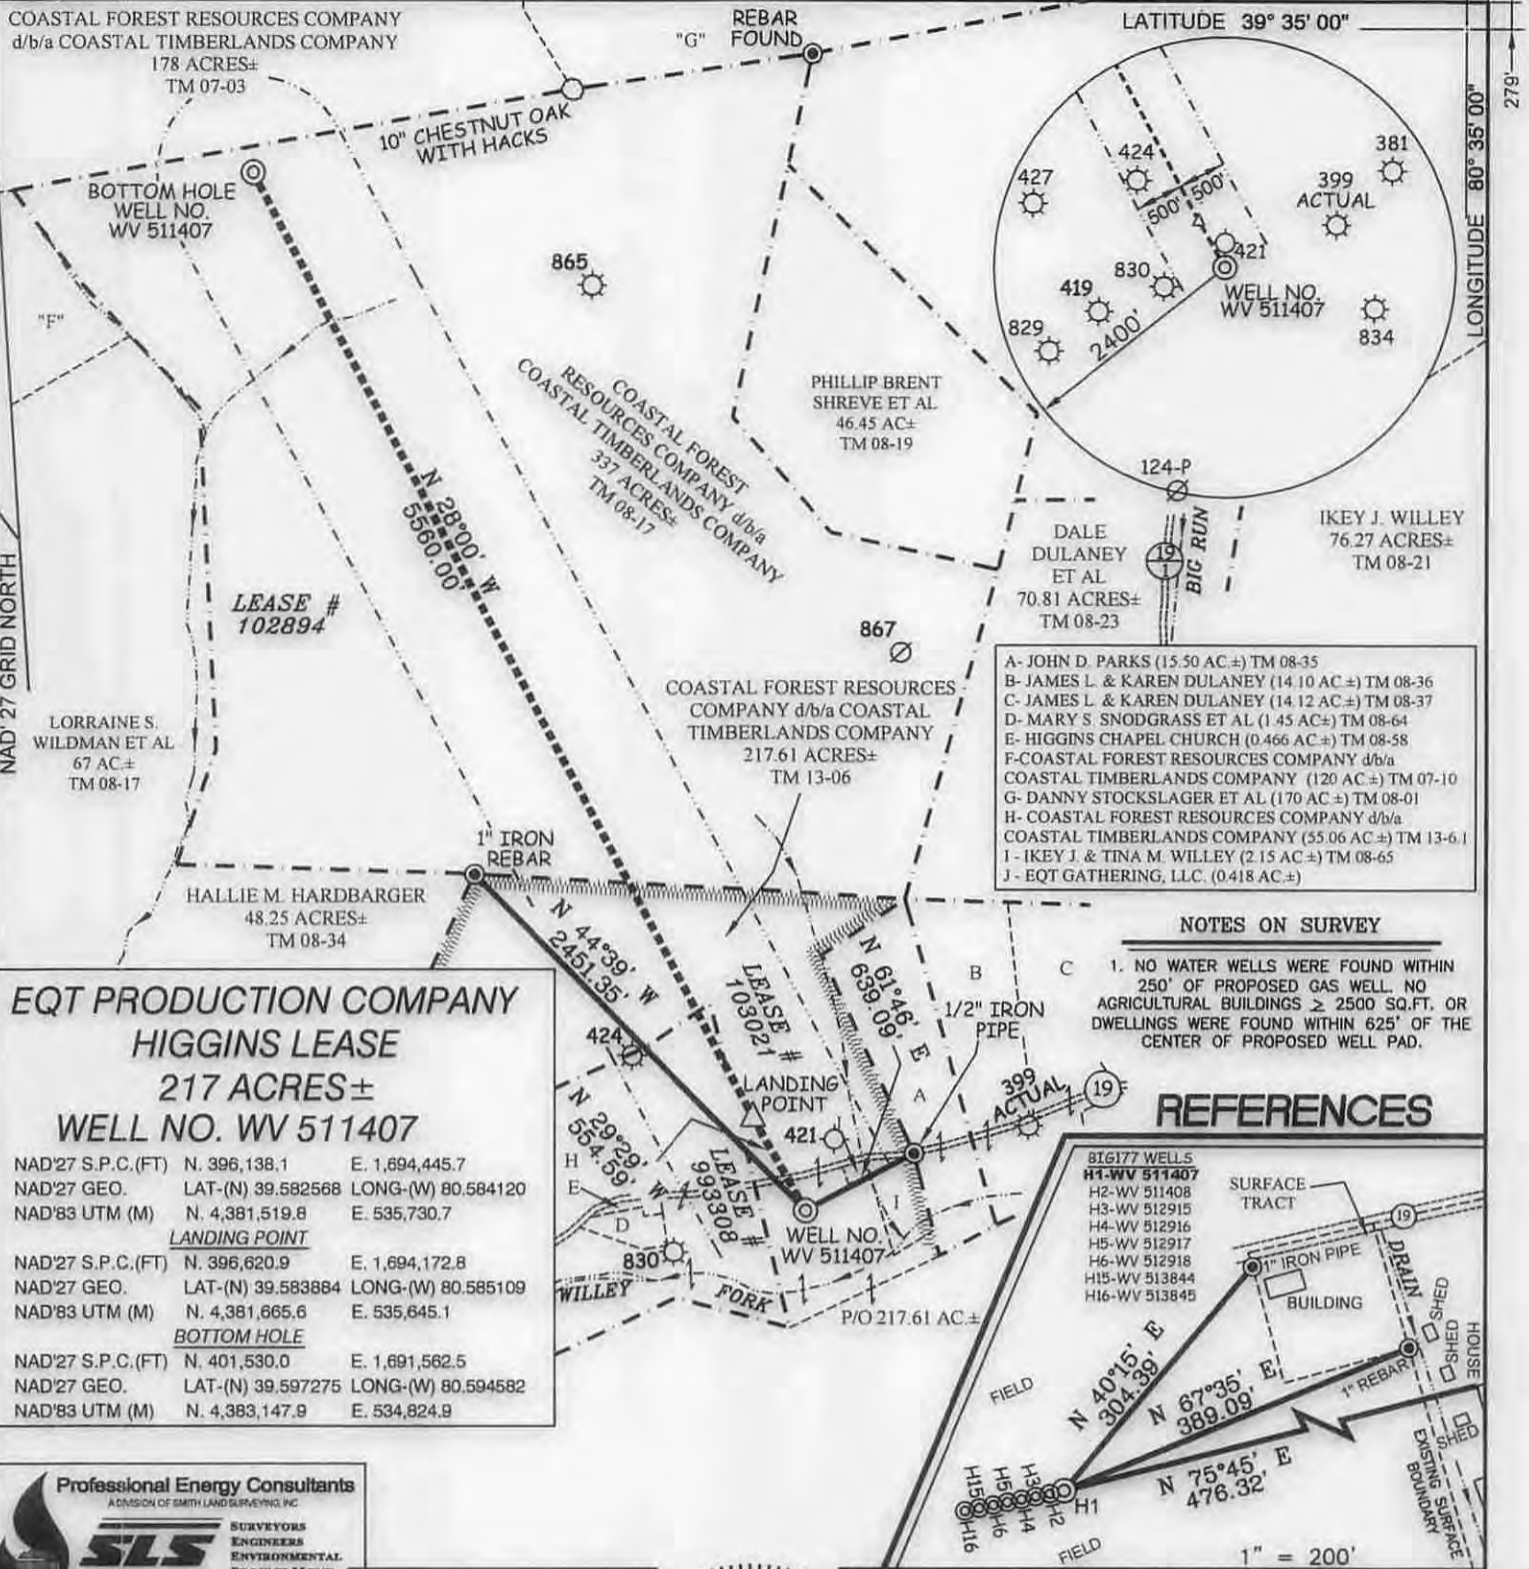 COASTAL FOREST RESOURCES COMPANY
d/b/a COASTAL TIMBERLANDS COMPANY
178 ACRES±
TM 07-03
"G"
REBAR
FOUND
LATITUDE 39° 35' 00"
279'
LONGITUDE 80° 35' 00"
10" CHESTNUT OAK
WITH HACKS
BOTTOM HOLE
WELL NO.
WV 511407
"F"
865
427
424
381
399
ACTUAL
500'
500'
421
830
419
829
WELL NO.
WV 511407
834
2400'
COASTAL FOREST
RESOURCES COMPANY d/b/a
COASTAL TIMBERLANDS COMPANY
337 ACRES±
TM 08-17
PHILLIP BRENT
SHREVE ET AL
46.45 AC±
TM 08-19
124-P
19
1
BIG RUN
DALE
DULANEY
ET AL
70.81 ACRES±
TM 08-23
IKEY J. WILLEY
76.27 ACRES±
TM 08-21
NAD' 27 GRID NORTH
N 28°00' W
5560.00'
LEASE #
102894
867
LORRAINE S.
WILDMAN ET AL
67 AC.±
TM 08-17
COASTAL FOREST RESOURCES
COMPANY d/b/a COASTAL
TIMBERLANDS COMPANY
217.61 ACRES±
TM 13-06
A- JOHN D. PARKS (15.50 AC.±) TM 08-35
B- JAMES L. & KAREN DULANEY (14.10 AC.±) TM 08-36
C- JAMES L. & KAREN DULANEY (14.12 AC.±) TM 08-37
D- MARY S. SNODGRASS ET AL (1.45 AC±) TM 08-64
E- HIGGINS CHAPEL CHURCH (0.466 AC.±) TM 08-58
F-COASTAL FOREST RESOURCES COMPANY d/b/a
COASTAL TIMBERLANDS COMPANY (120 AC.±) TM 07-10
G- DANNY STOCKSLAGER ET AL (170 AC.±) TM 08-01
H- COASTAL FOREST RESOURCES COMPANY d/b/a
COASTAL TIMBERLANDS COMPANY (55.06 AC.±) TM 13-6.1
I - IKEY J. & TINA M. WILLEY (2.15 AC.±) TM 08-65
J - EQT GATHERING, LLC. (0.418 AC.±)
1" IRON
REBAR
HALLIE M. HARDBARGER
48.25 ACRES±
TM 08-34
NOTES ON SURVEY
1. NO WATER WELLS WERE FOUND WITHIN
250' OF PROPOSED GAS WELL. NO
AGRICULTURAL BUILDINGS ≥ 2500 SQ.FT. OR
DWELLINGS WERE FOUND WITHIN 625' OF THE
CENTER OF PROPOSED WELL PAD.
N 44°39' W
2451.35'
LEASE #
103021
N 61°46' E
639.09'
B
C
1/2" IRON
PIPE
A
424
LANDING
POINT
421
399
ACTUAL
19
N 29°29' W
554.59'
H
E
D
I
LEASE #
993308
WELL NO.
WV 511407
830
WILLEY
FORK
P/O 217.61 AC.±
EQT PRODUCTION COMPANY
HIGGINS LEASE
217 ACRES±
WELL NO. WV 511407
NAD'27 S.P.C.(FT) N. 396,138.1 E. 1,694,445.7
NAD'27 GEO. LAT-(N) 39.582568 LONG-(W) 80.584120
NAD'83 UTM (M) N. 4,381,519.8 E. 535,730.7
LANDING POINT
NAD'27 S.P.C.(FT) N. 396,620.9 E. 1,694,172.8
NAD'27 GEO. LAT-(N) 39.583884 LONG-(W) 80.585109
NAD'83 UTM (M) N. 4,381,665.6 E. 535,645.1
BOTTOM HOLE
NAD'27 S.P.C.(FT) N. 401,530.0 E. 1,691,562.5
NAD'27 GEO. LAT-(N) 39.597275 LONG-(W) 80.594582
NAD'83 UTM (M) N. 4,383,147.9 E. 534,824.9
REFERENCES
BIG177 WELLS
H1-WV 511407
H2-WV 511408
H3-WV 512915
H4-WV 512916
H5-WV 512917
H6-WV 512918
H15-WV 513844
H16-WV 513845
SURFACE
TRACT
19
1" IRON PIPE
BUILDING
DRAIN
SHED
SHED
HOUSE
1" REBAR
FIELD
N 40°15' E
304.39'
N 67°35' E
389.09'
SHED
N 75°45' E
476.32'
EXISTING SURFACE
BOUNDARY
H15
H5
H3
H1
H16
H6
H4
H2
FIELD
1" = 200'
Professional Energy Consultants
A DIVISION OF SMITH LAND SURVEYING, INC
SLS
SURVEYORS
ENGINEERS
ENVIRONMENTAL